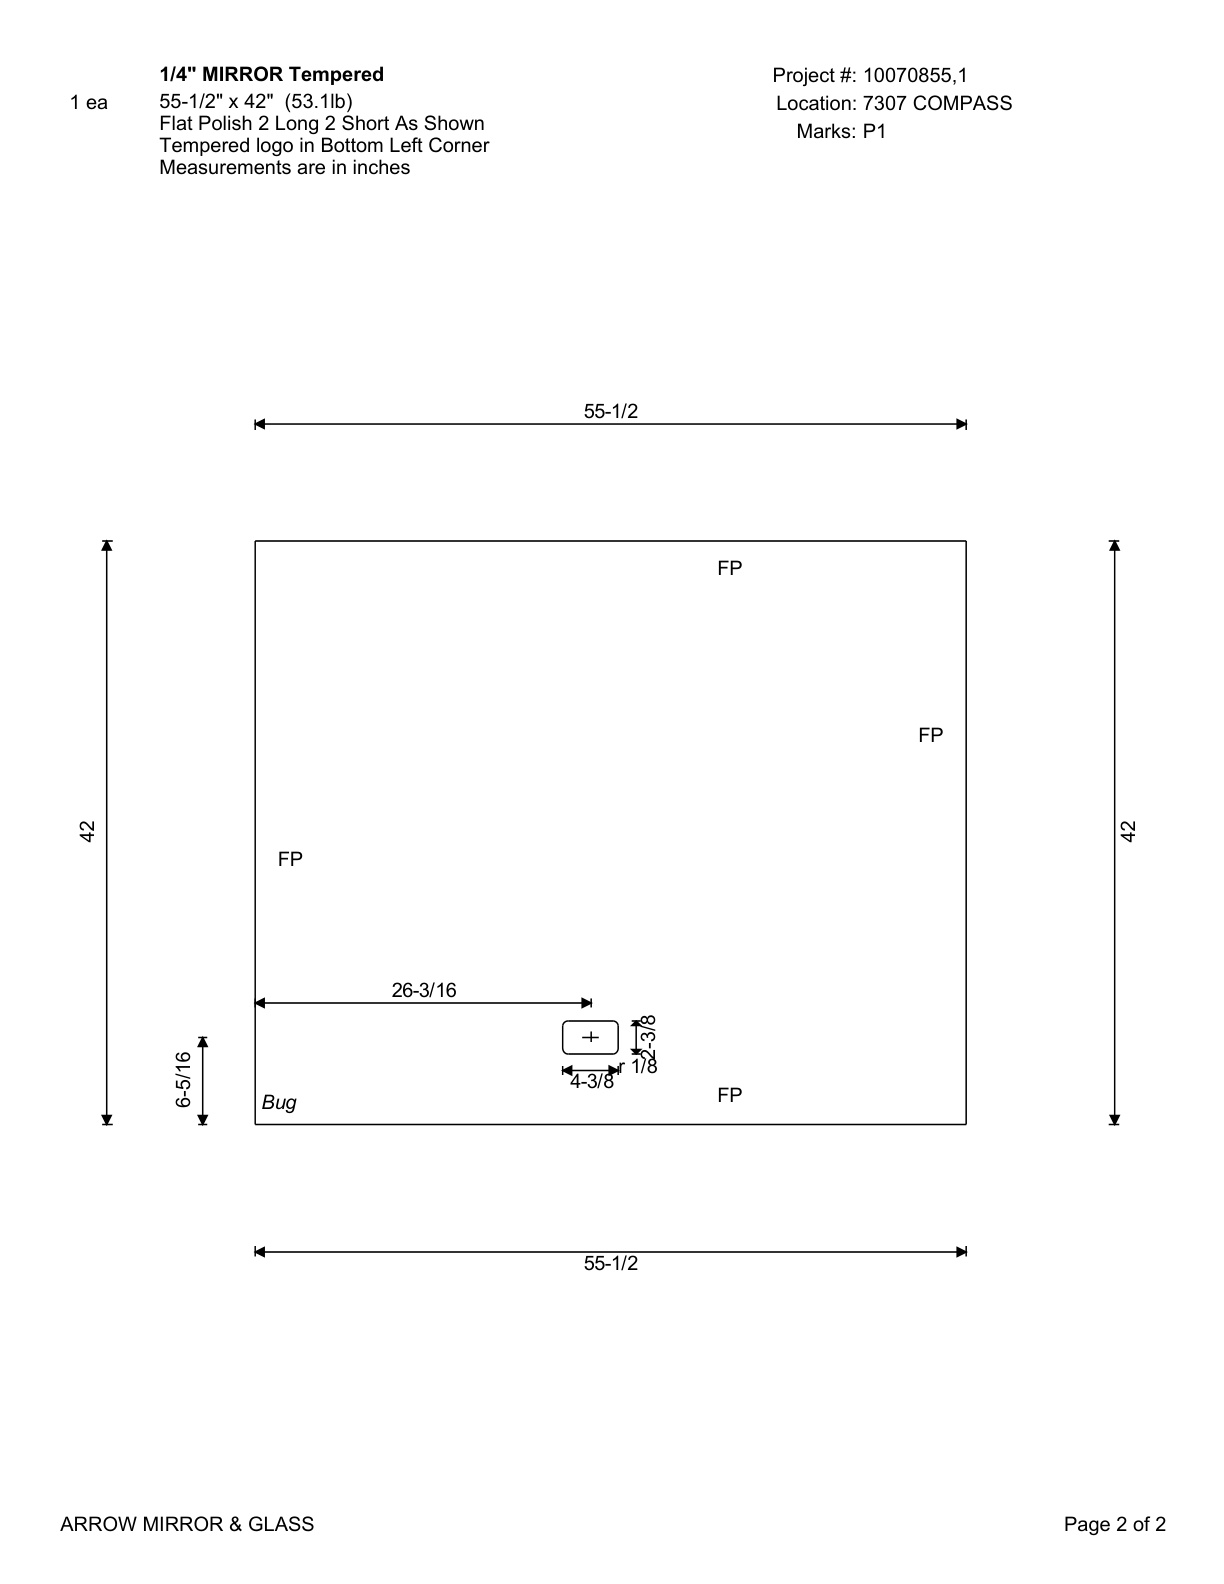 1/4" MIRROR Tempered
Project #: 10070855,1
1 ea
55-1/2" x 42" (53.1lb)
Location: 7307 COMPASS
Flat Polish 2 Long 2 Short As Shown
Marks: P1
Tempered logo in Bottom Left Corner
Measurements are in inches
55-1/2
FP
FP
42
42
FP
26-3/16
2-3/8
r 1/8
4-3/8
6-5/16
Bug
FP
55-1/2
ARROW MIRROR & GLASS
Page 2 of 2